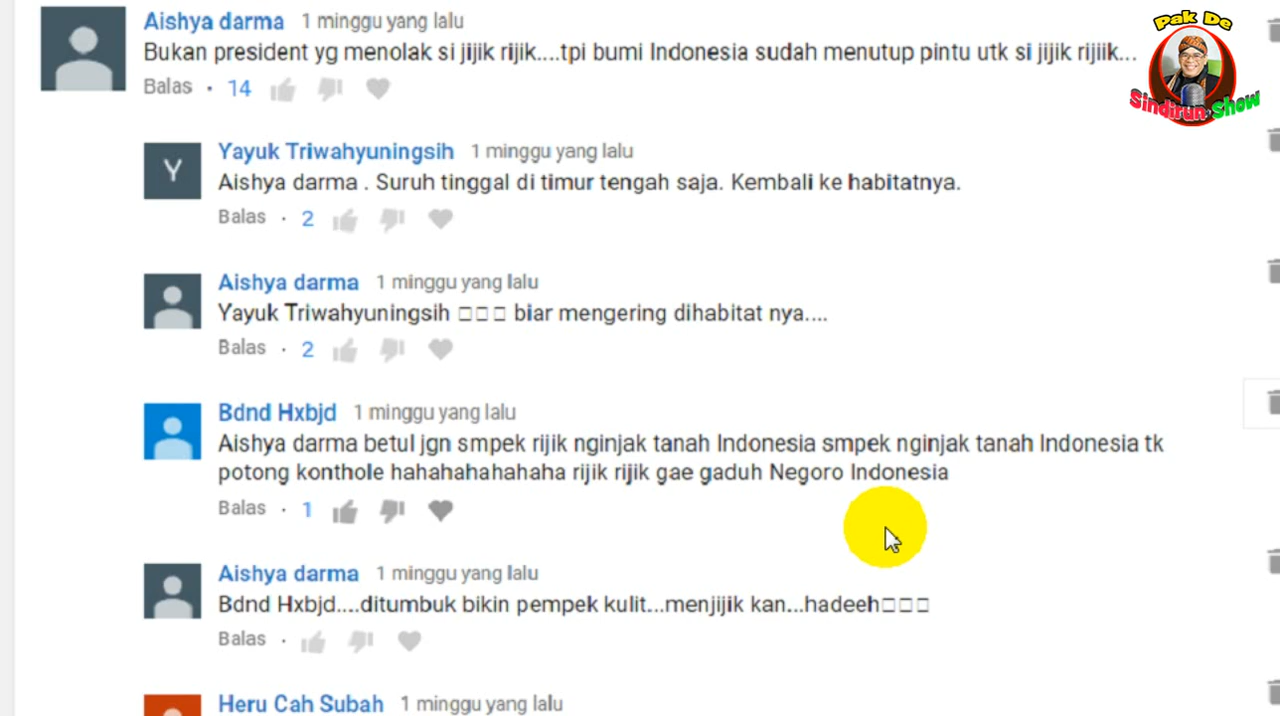 Aishya darma 1 minggu yang lalu
Bukan president yg menolak si jijik rijik....tpi bumi Indonesia sudah menutup pintu utk si jijik rijiik...
Balas · 14
Pak De
Sindirun Show
Y
Yayuk Triwahyuningsih 1 minggu yang lalu
Aishya darma . Suruh tinggal di timur tengah saja. Kembali ke habitatnya.
Balas · 2
Aishya darma 1 minggu yang lalu
Yayuk Triwahyuningsih □□□ biar mengering dihabitat nya....
Balas · 2
Bdnd Hxbjd 1 minggu yang lalu
Aishya darma betul jgn smpek rijik nginjak tanah Indonesia smpek nginjak tanah Indonesia tk
potong konthole hahahahahahaha rijik rijik gae gaduh Negoro Indonesia
Balas · 1
Aishya darma 1 minggu yang lalu
Bdnd Hxbjd....ditumbuk bikin pempek kulit...menjijik kan...hadeeh□□□
Balas ·
Heru Cah Subah 1 minggu yang lalu